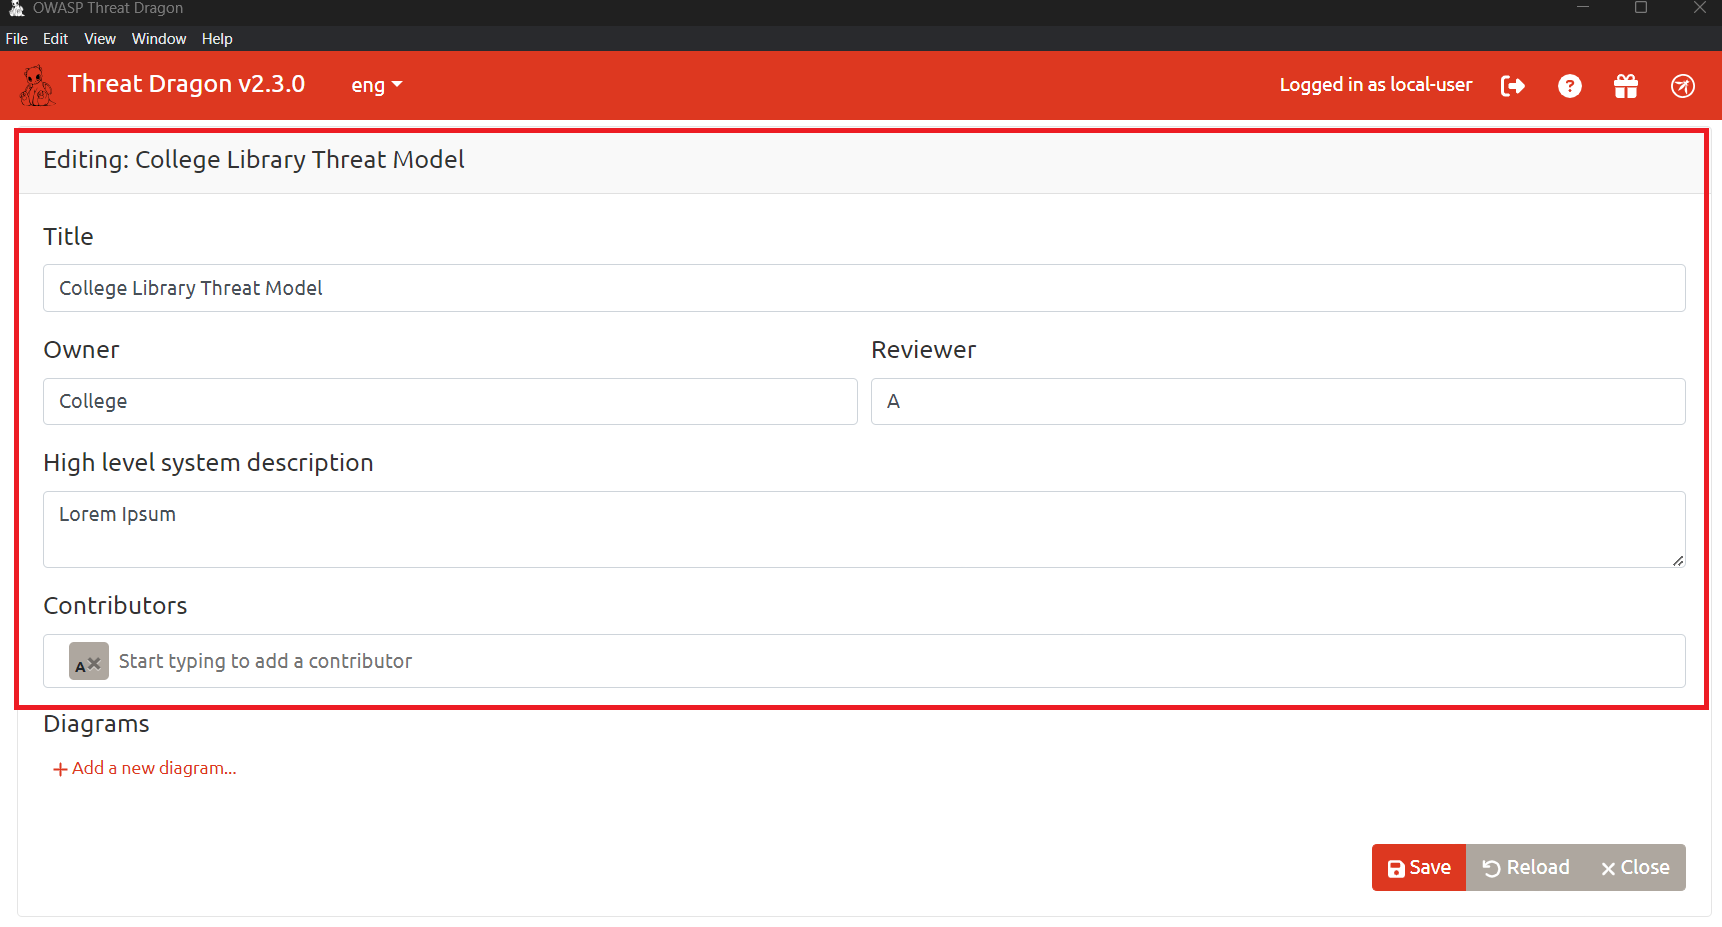 OWASP Threat Dragon
File Edit View Window Help
Threat Dragon v2.3.0 eng Logged in as local-user ?
Editing: College Library Threat Model
Title
College Library Threat Model
Owner Reviewer
College A
High level system description
Lorem Ipsum
Contributors
A× Start typing to add a contributor
Diagrams
+ Add a new diagram...
Save Reload × Close